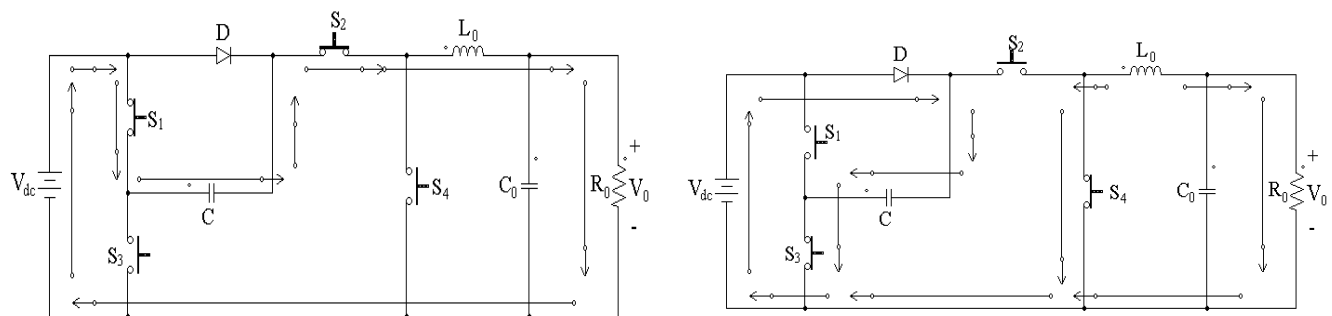 D
S2
L0
S1
Vdc
C
S3
S4
C0
R0
+
V0
-
D
S2
L0
S1
Vdc
C
S3
S4
C0
R0
+
V0
-